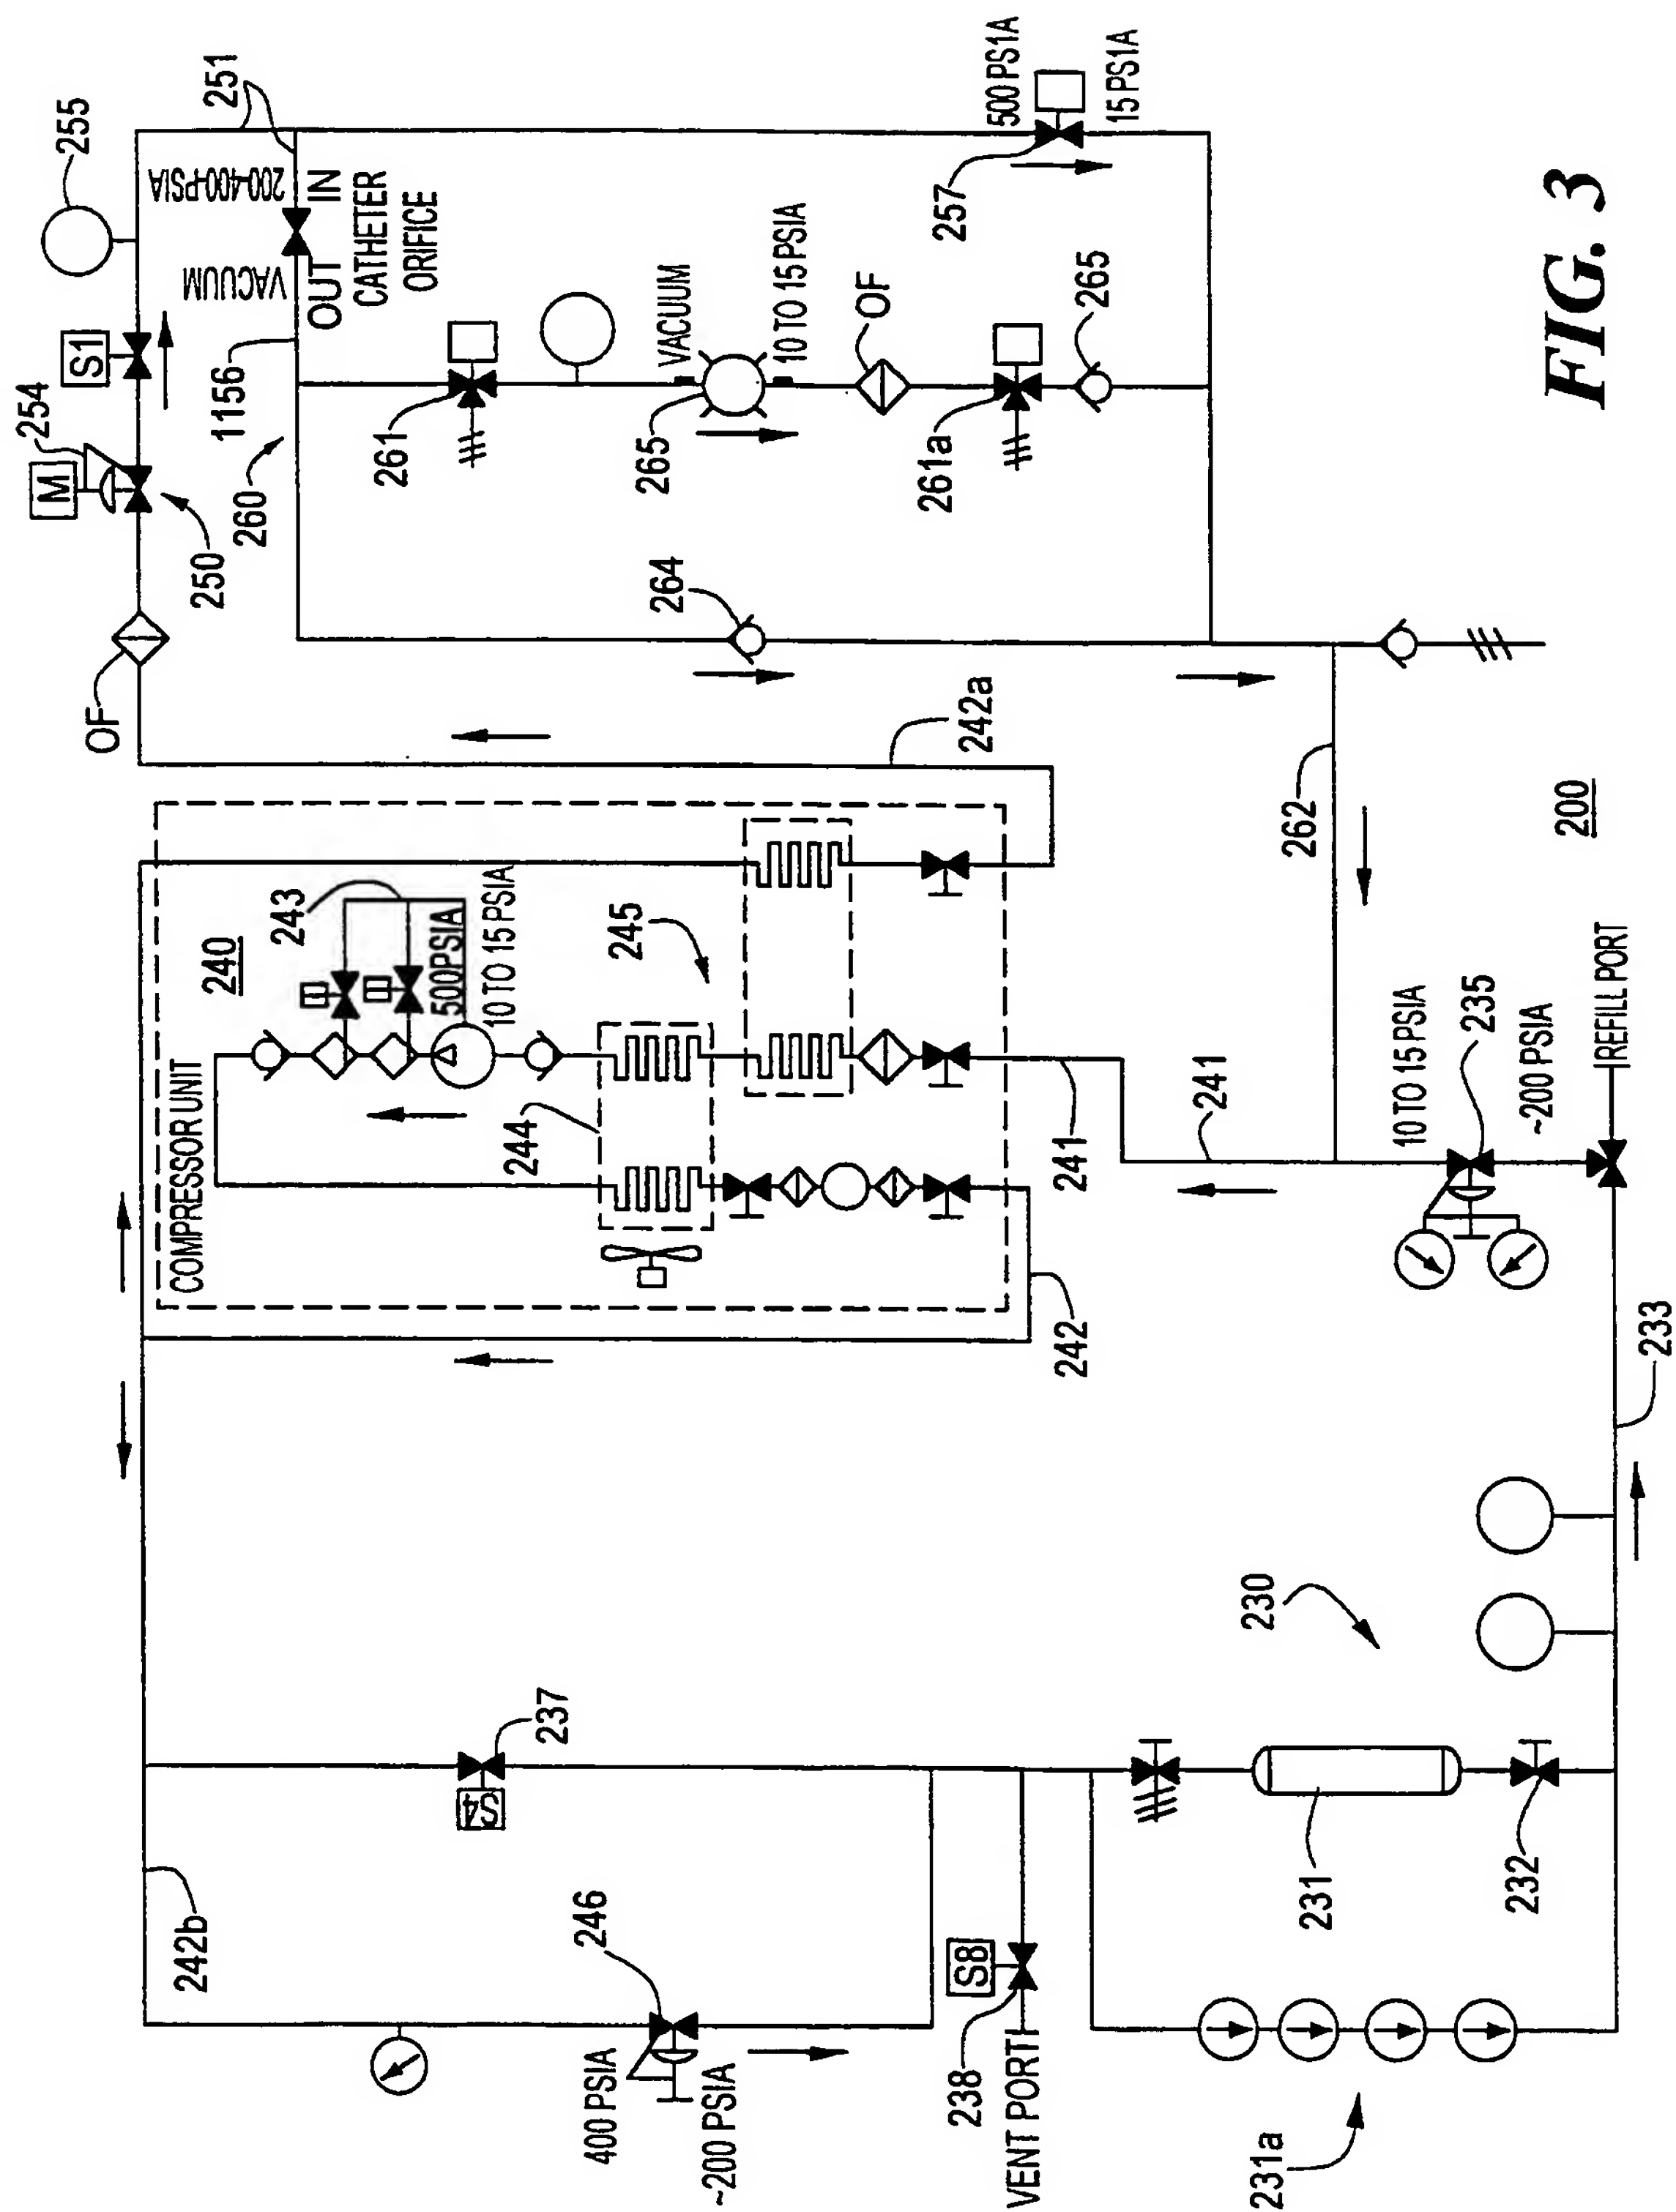 255
251
254
S1
M
200-400-PSIA
VACUUM
IN
OUT
CATHETER
ORIFICE
1156
260
250
OF
261
265
VACUUM
10 TO 15 PSIA
OF
261a
265
257
500 PS1A
15 PS1A
264
242a
262
200
FIG. 3
COMPRESSOR UNIT
240
243
500PSIA
10 TO 15 PSIA
244
245
241
241
242
10 TO 15 PSIA
235
~200 PSIA
REFILL PORT
233
230
237
S4
242b
246
400 PSIA
~200 PSIA
S8
238
VENT PORT
231
232
231a